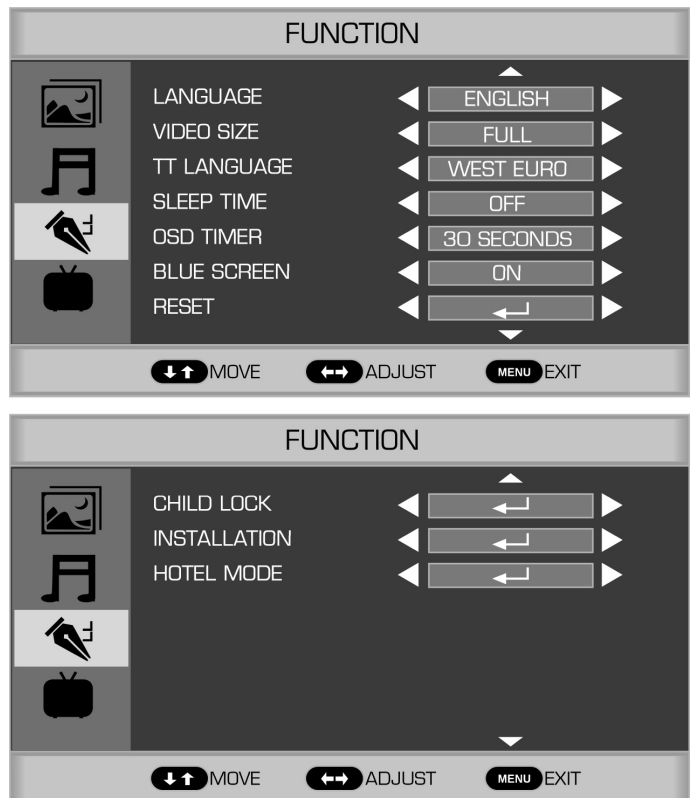 FUNCTION
LANGUAGE ENGLISH
VIDEO SIZE FULL
TT LANGUAGE WEST EURO
SLEEP TIME OFF
OSD TIMER 30 SECONDS
BLUE SCREEN ON
RESET
MOVE ADJUST MENU EXIT
FUNCTION
CHILD LOCK
INSTALLATION
HOTEL MODE
MOVE ADJUST MENU EXIT